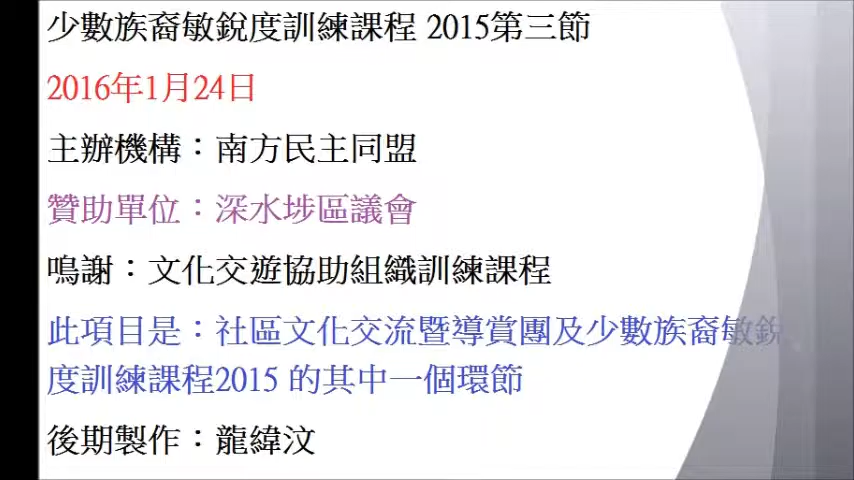 少數族裔敏銳度訓練課程 2015第三節
2016年1月24日
主辦機構：南方民主同盟
贊助單位：深水埗區議會
鳴謝：文化交遊協助組織訓練課程
此項目是：社區文化交流暨導賞團及少數族裔敏銳
度訓練課程2015 的其中一個環節
後期製作：龍緯汶